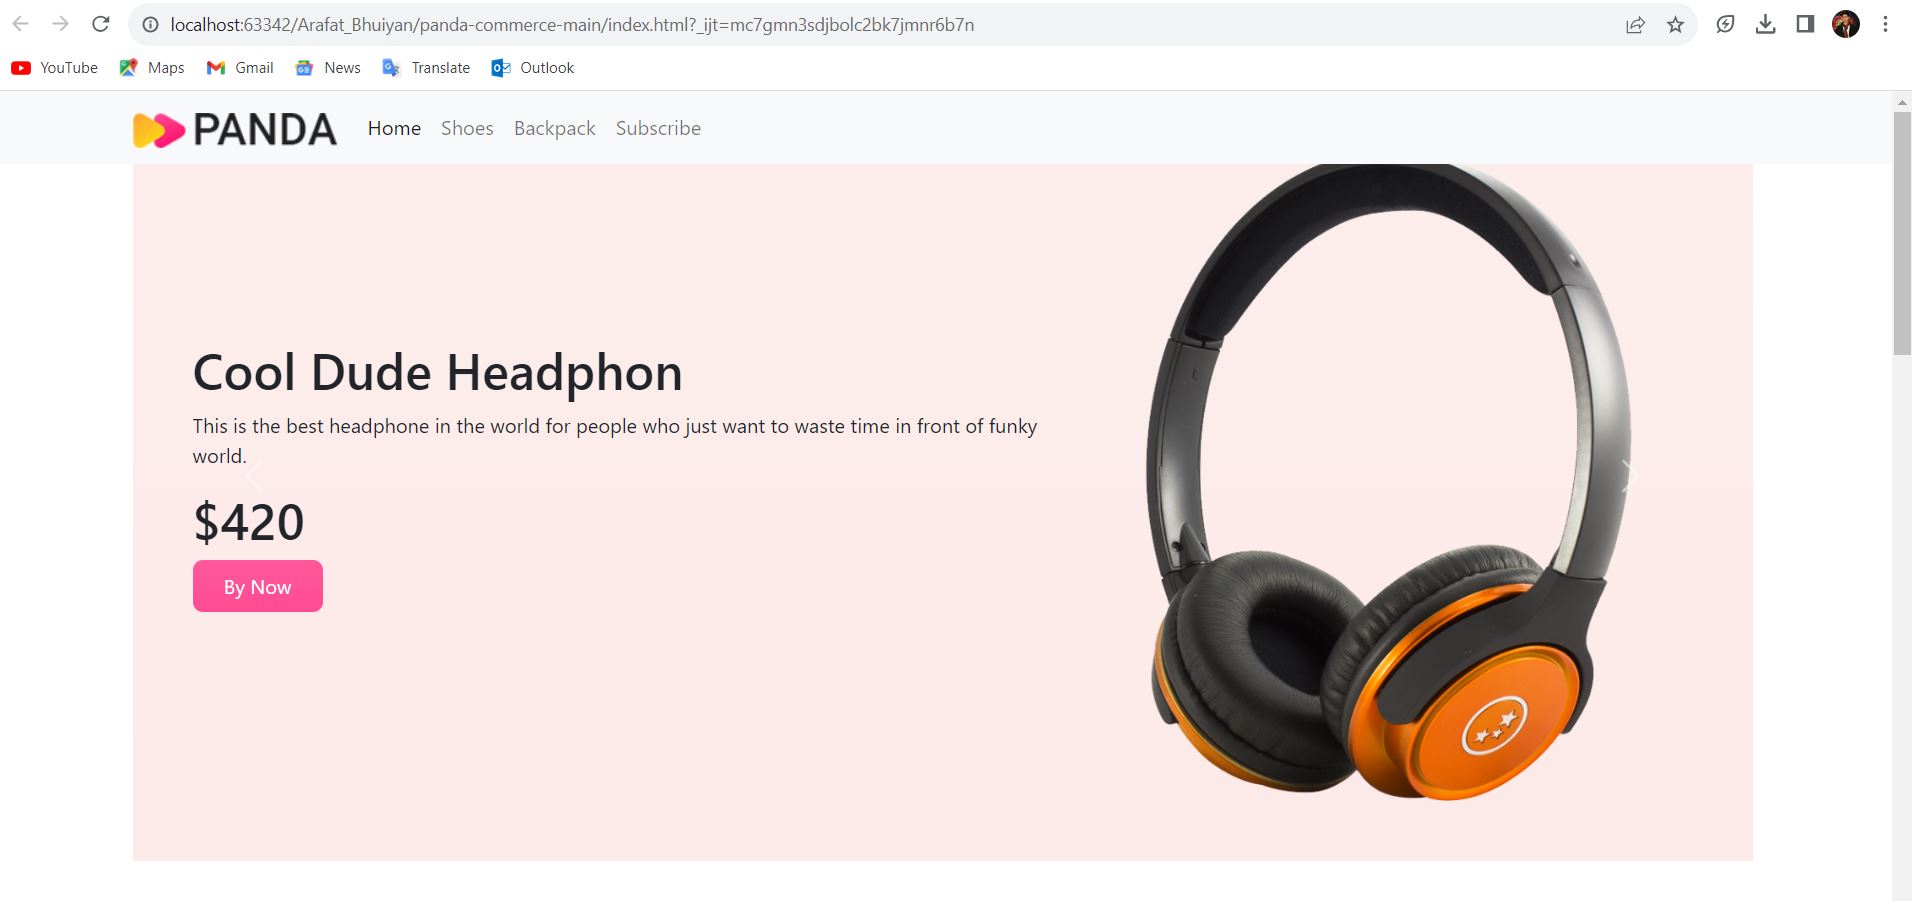 localhost:63342/Arafat_Bhuiyan/panda-commerce-main/index.html?_ijt=mc7gmn3sdjbolc2bk7jmnr6b7n
YouTube Maps Gmail News Translate Outlook
PANDA Home Shoes Backpack Subscribe
Cool Dude Headphon
This is the best headphone in the world for people who just want to waste time in front of funky
world.
$420
By Now